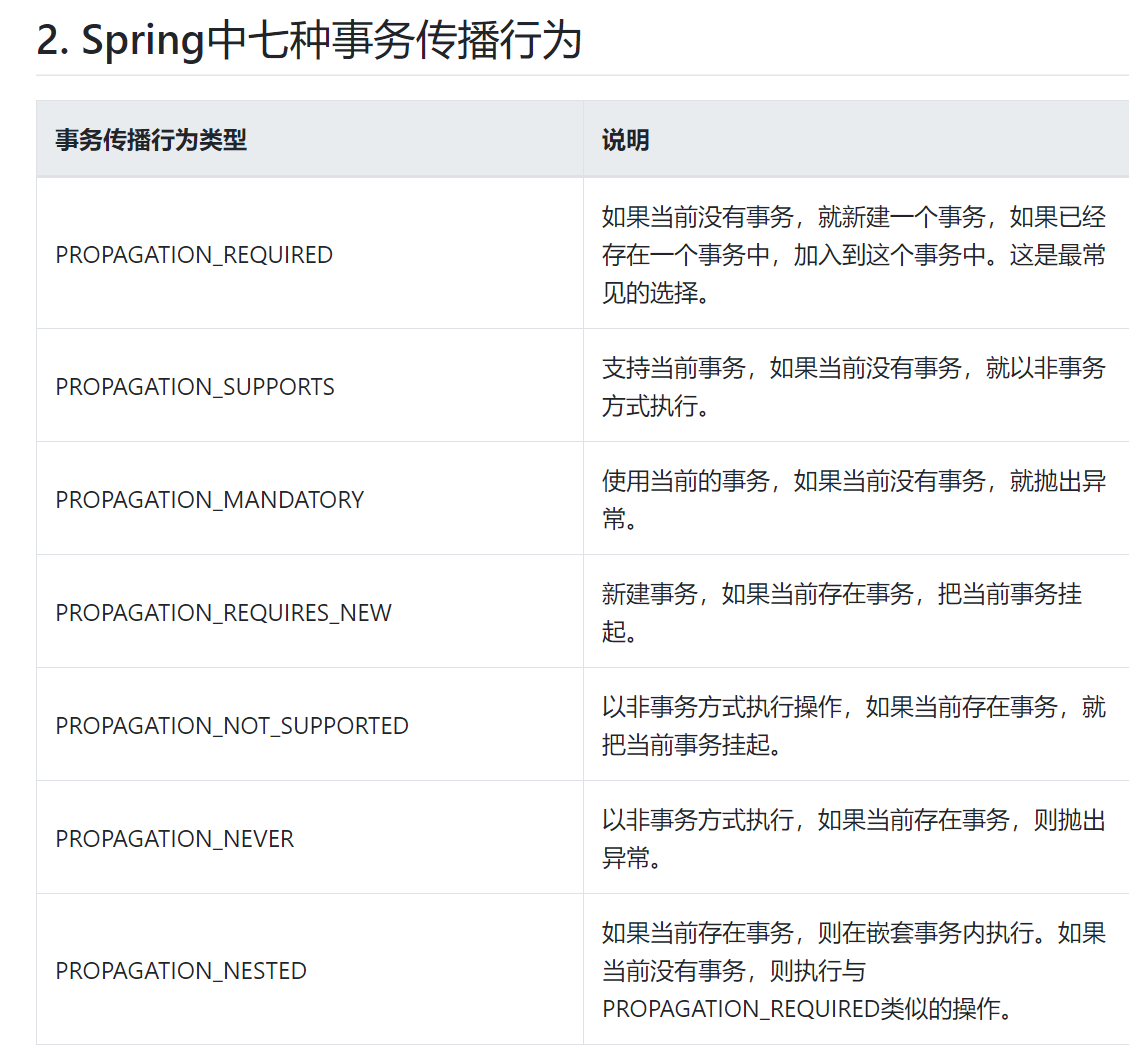 2. Spring中七种事务传播行为
事务传播行为类型
说明
PROPAGATION_REQUIRED
如果当前没有事务，就新建一个事务，如果已经
存在一个事务中，加入到这个事务中。这是最常
见的选择。
PROPAGATION_SUPPORTS
支持当前事务，如果当前没有事务，就以非事务
方式执行。
PROPAGATION_MANDATORY
使用当前的事务，如果当前没有事务，就抛出异
常。
PROPAGATION_REQUIRES_NEW
新建事务，如果当前存在事务，把当前事务挂
起。
PROPAGATION_NOT_SUPPORTED
以非事务方式执行操作，如果当前存在事务，就
把当前事务挂起。
PROPAGATION_NEVER
以非事务方式执行，如果当前存在事务，则抛出
异常。
PROPAGATION_NESTED
如果当前存在事务，则在嵌套事务内执行。如果
当前没有事务，则执行与
PROPAGATION_REQUIRED类似的操作。